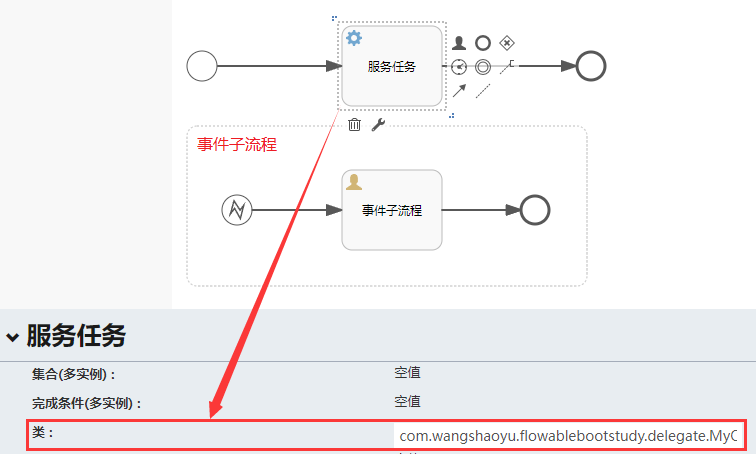 服务任务
事件子流程
事件子流程
服务任务
集合(多实例)： 空值
完成条件(多实例)： 空值
类： com.wangshaoyu.flowablebootstudy.delegate.My